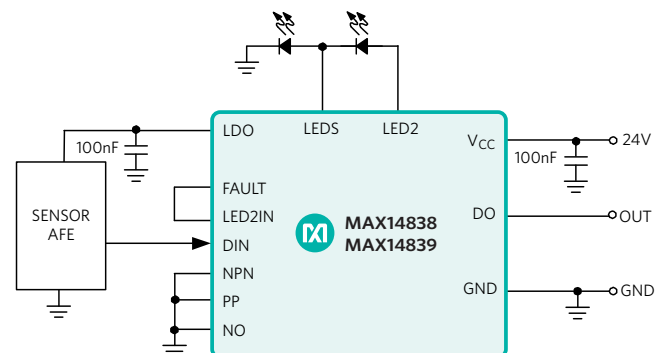 LDO
LEDS
LED2
V_CC
24V
100nF
100nF
FAULT
SENSOR
AFE
LED2IN
DIN
MAX14838
MAX14839
DO
OUT
NPN
PP
NO
GND
GND